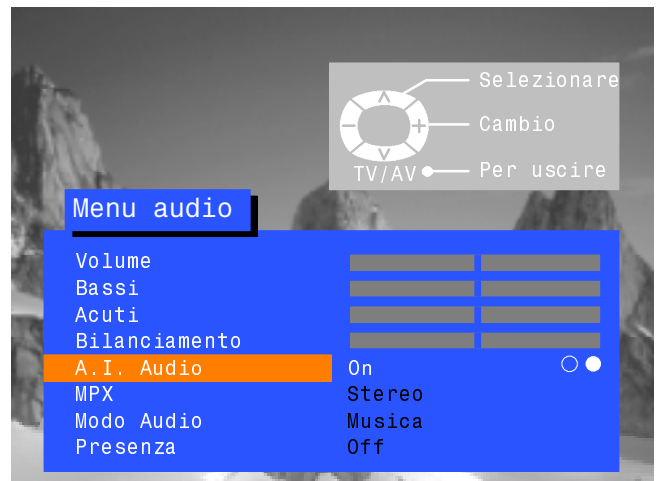 Selezionare
Cambio
TV/AV Per uscire
Menu audio
Volume
Bassi
Acuti
Bilanciamento
A.I. Audio On
MPX Stereo
Modo Audio Musica
Presenza Off